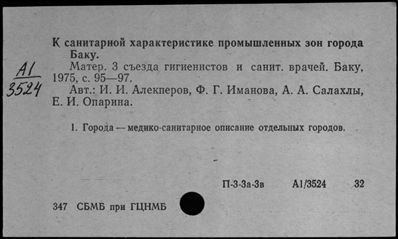 К санитарной характеристике промышленных зон города
Баку.
А1
3524
Матер. 3 съезда гигиенистов и санит. врачей. Баку,
1975, с. 95—97.
Авт.: И. И. Алекперов, Ф. Г. Иманова, А. А. Салахлы,
Е. И. Опарина.
1. Города — медико-санитарное описание отдельных городов.
П-3-3а-3в А1/3524 32
347 СБМБ при ГЦНМБ